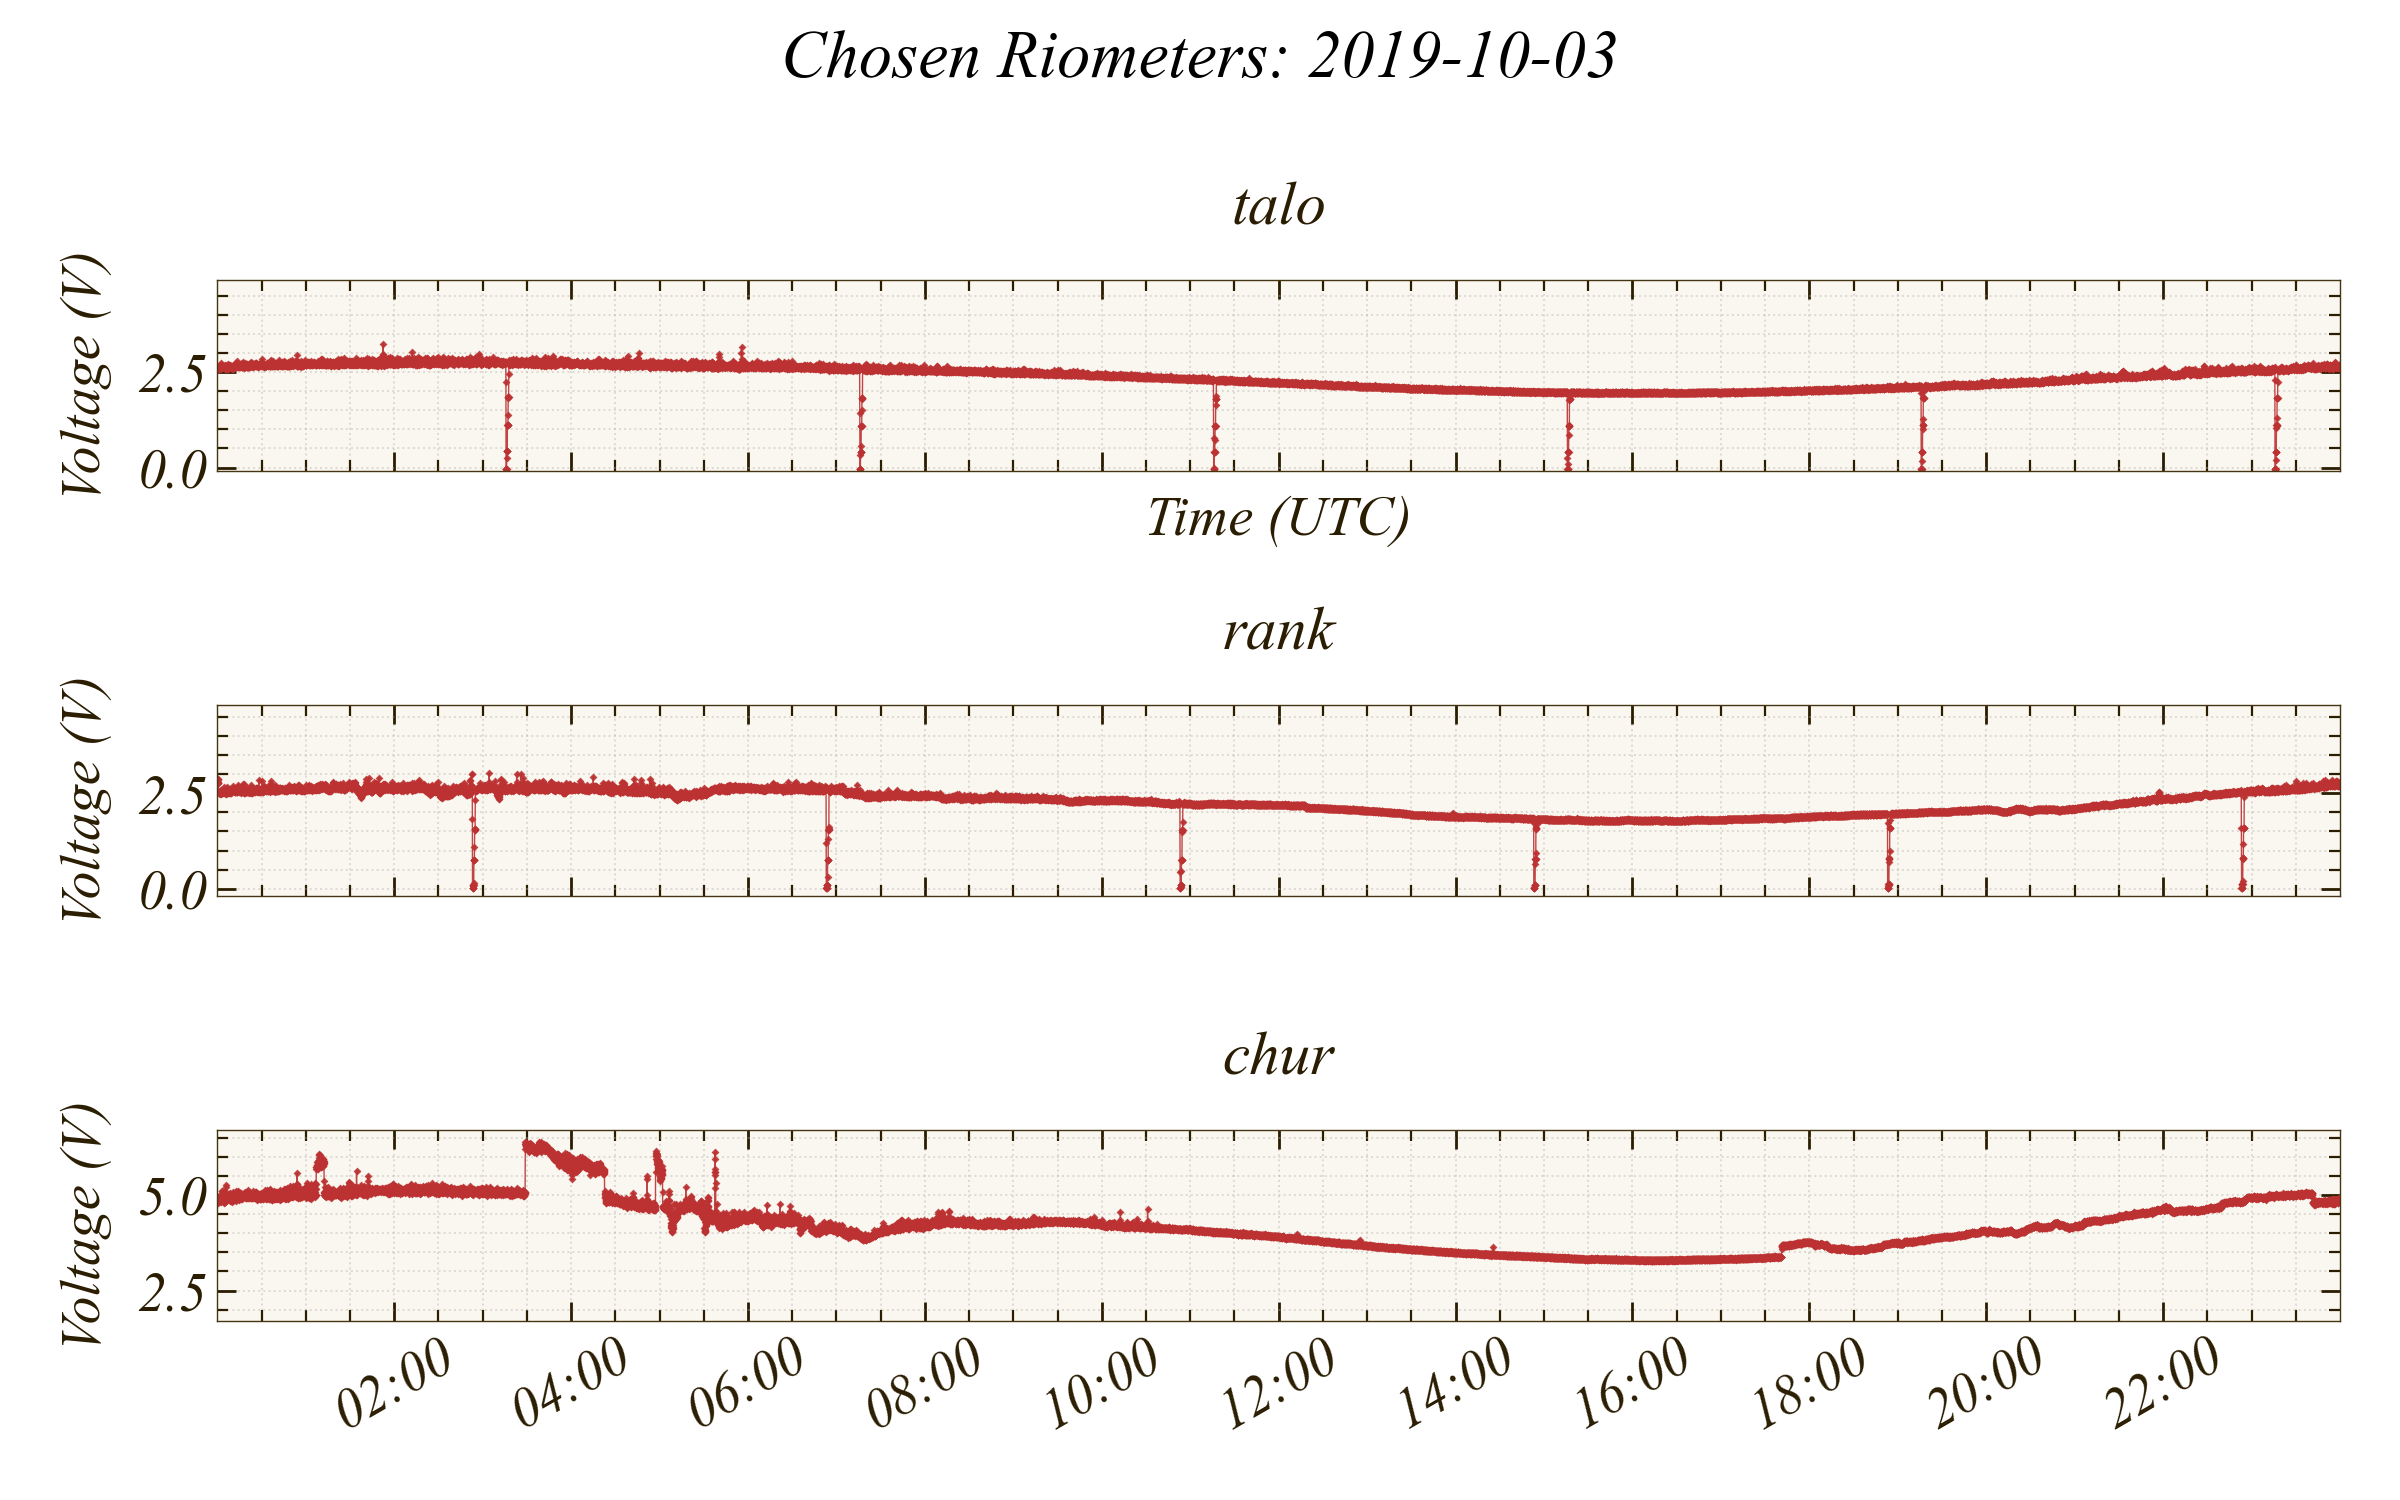 Chosen Riometers: 2019-10-03
talo
Voltage (V)
2.5
0.0
Time (UTC)
rank
Voltage (V)
2.5
0.0
chur
Voltage (V)
5.0
2.5
02:00 04:00 06:00 08:00 10:00 12:00 14:00 16:00 18:00 20:00 22:00